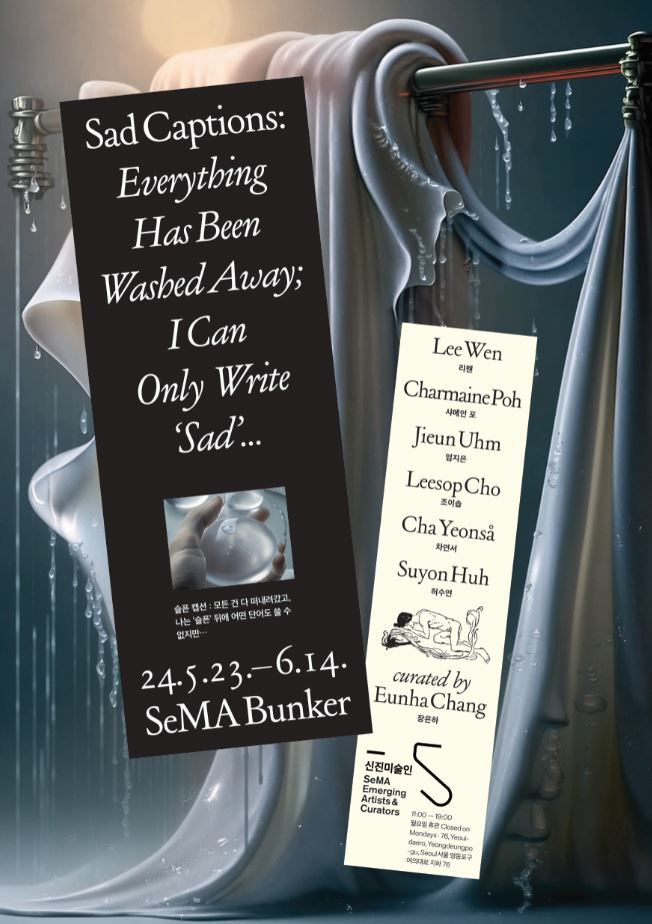 Sad Captions:
Everything
Has Been
Washed Away;
I Can
Only Write
‘Sad’...
슬픈 캡션 : 모든 건 다 떠내려갔고,
나는 ‘슬픈’ 뒤에 어떤 단어도 쓸 수
없지만…
24.5.23.—6.14.
SeMA Bunker
Lee Wen
리웬
Charmaine Poh
샤메인 포
Jieun Uhm
엄지은
Leesop Cho
조이솝
Cha Yeonså
차연서
Suyon Huh
허수연
curated by
Eunha Chang
장은하
신진미술인
SeMA
Emerging
Artists &
Curators
11:00 — 19:00
월요일 휴관 Closed on
Mondays · 76, Yeoui-
daero, Yeongdeungpo
-gu, Seoul 서울 영등포구
여의대로 지하 76